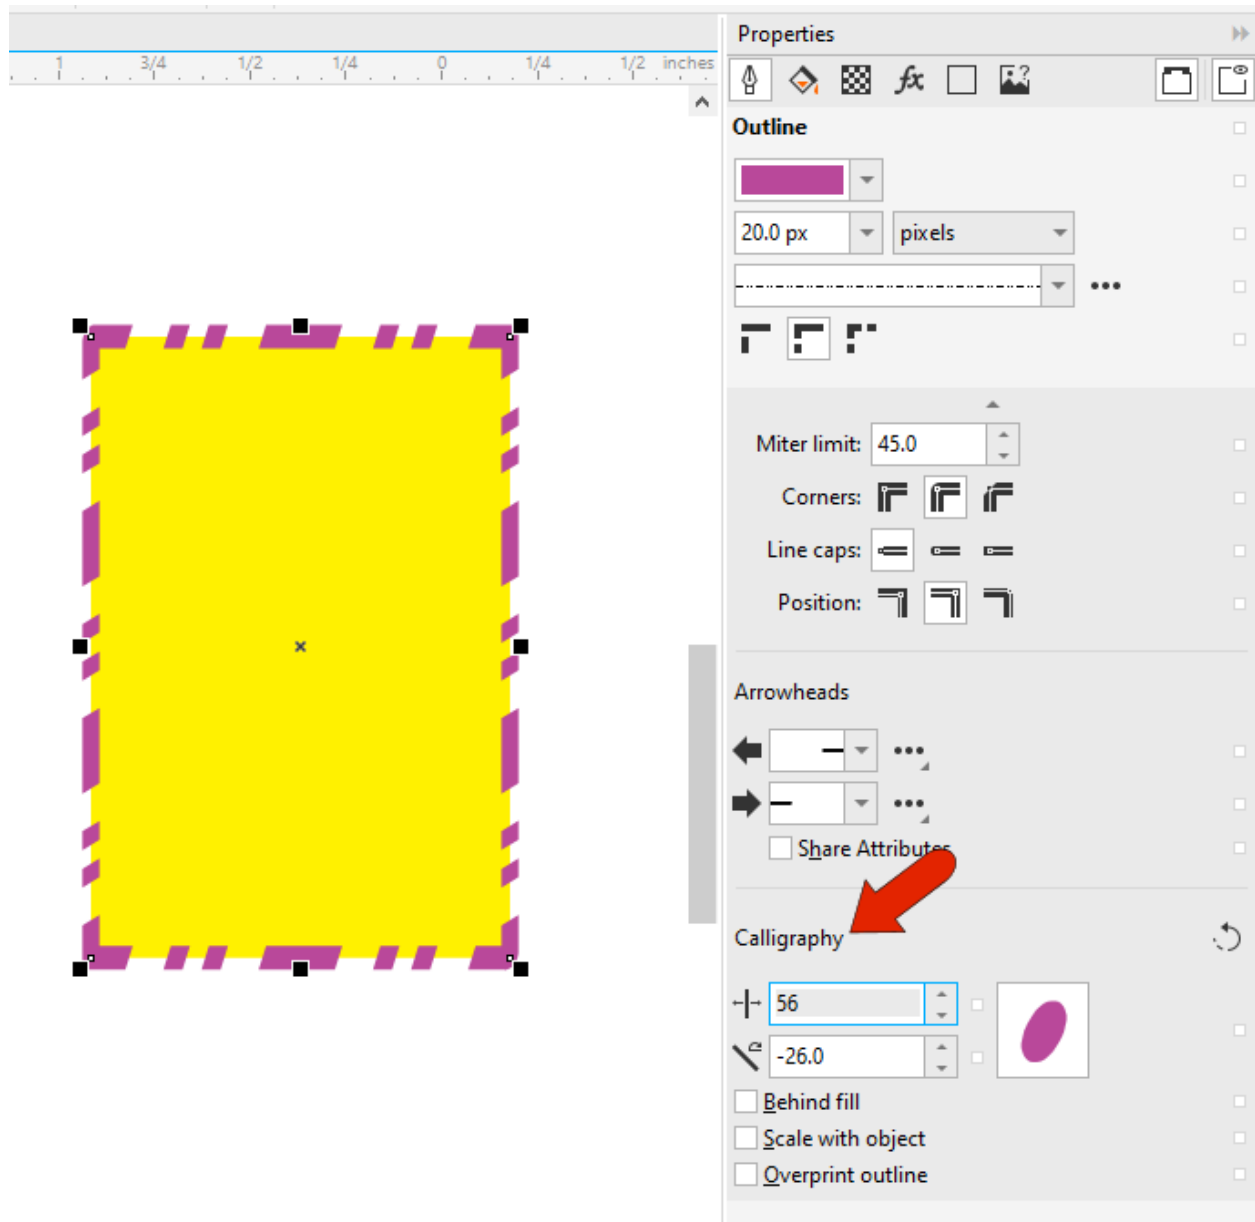 Properties
1 3/4 1/2 1/4 0 1/4 1/2 inches
fx ?
Outline
20.0 px pixels
Miter limit: 45.0
Corners:
Line caps:
Position:
Arrowheads
Share Attributes
Calligraphy
56
-26.0
Behind fill
Scale with object
Overprint outline